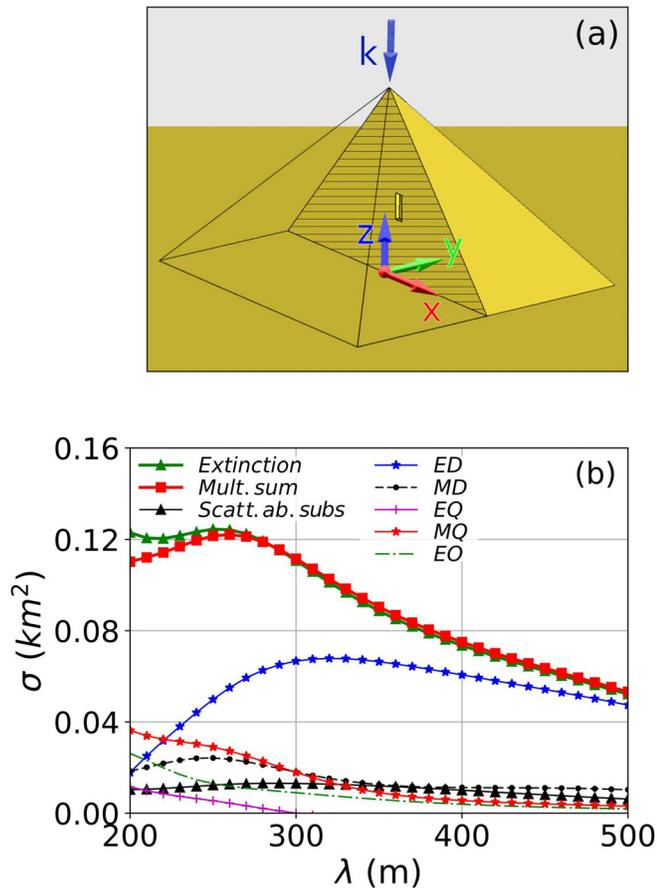 (a)
k
z
y
x
(b)
Extinction
Mult. sum
Scatt. ab. subs
ED
MD
EQ
MQ
EO
0.16
0.12
0.08
0.04
0.00
σ (km²)
200
300
400
500
λ (m)